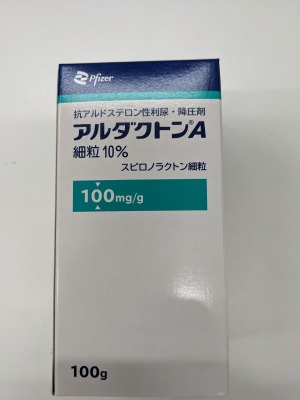 Pfizer
抗アルドステロン性利尿・降圧剤
アルダクトン®A
細粒10%
スピロノラクトン細粒
100mg/g
100g